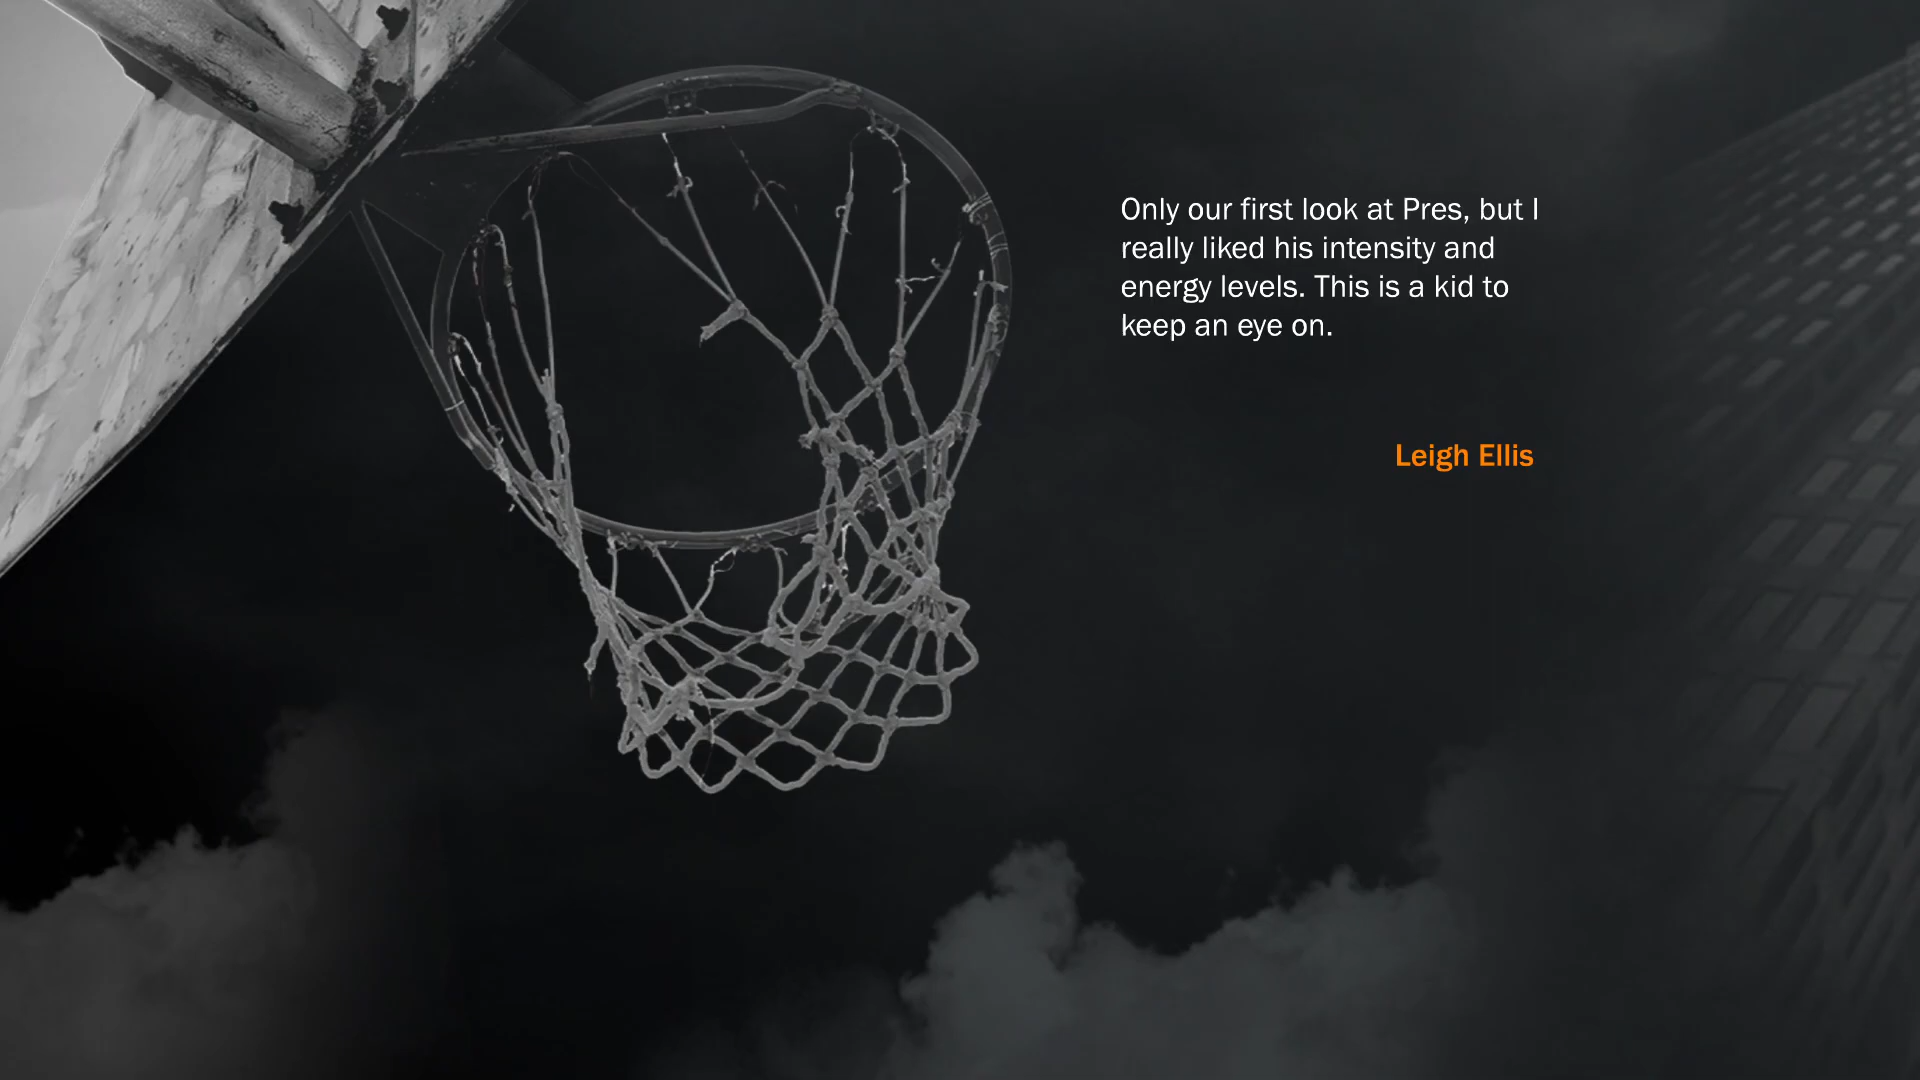 Only our first look at Pres, but I
really liked his intensity and
energy levels. This is a kid to
keep an eye on.
Leigh Ellis